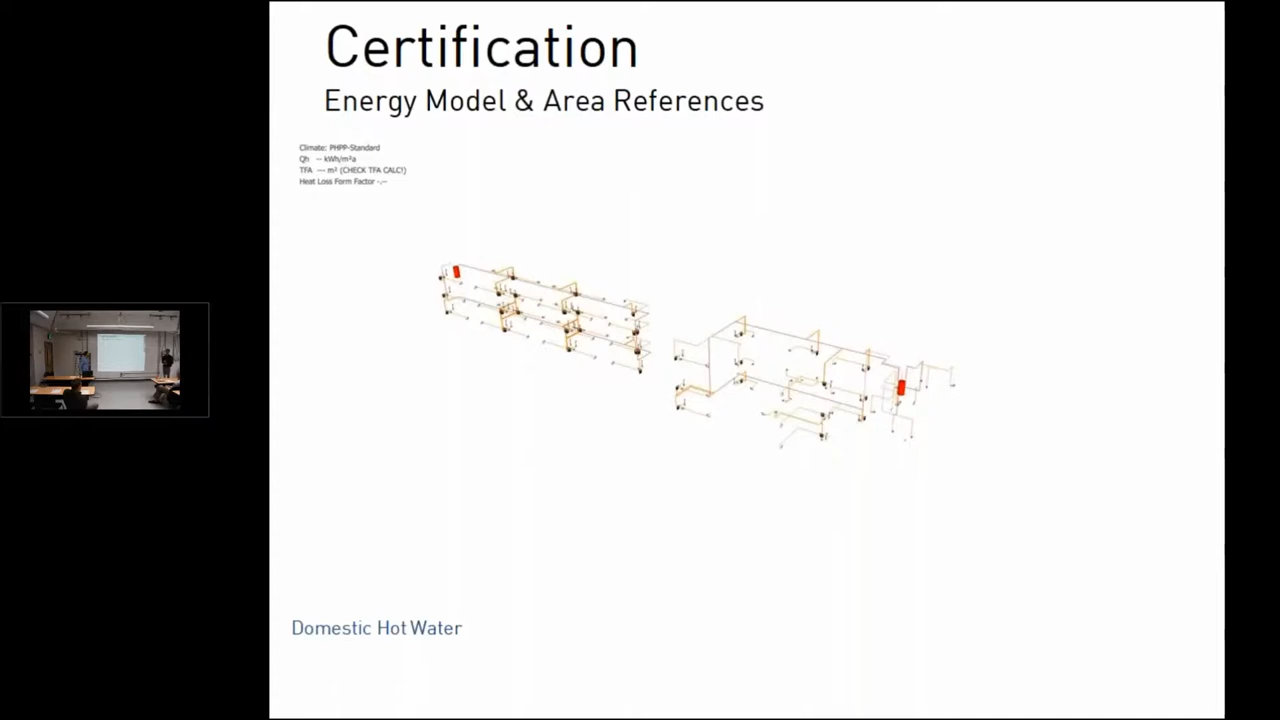 Certification
Energy Model & Area References
Climate: PHPP-Standard
Qh -- kWh/m²a
TFA --- m² (CHECK TFA CALC!)
Heat Loss Form Factor -.--
Domestic Hot Water